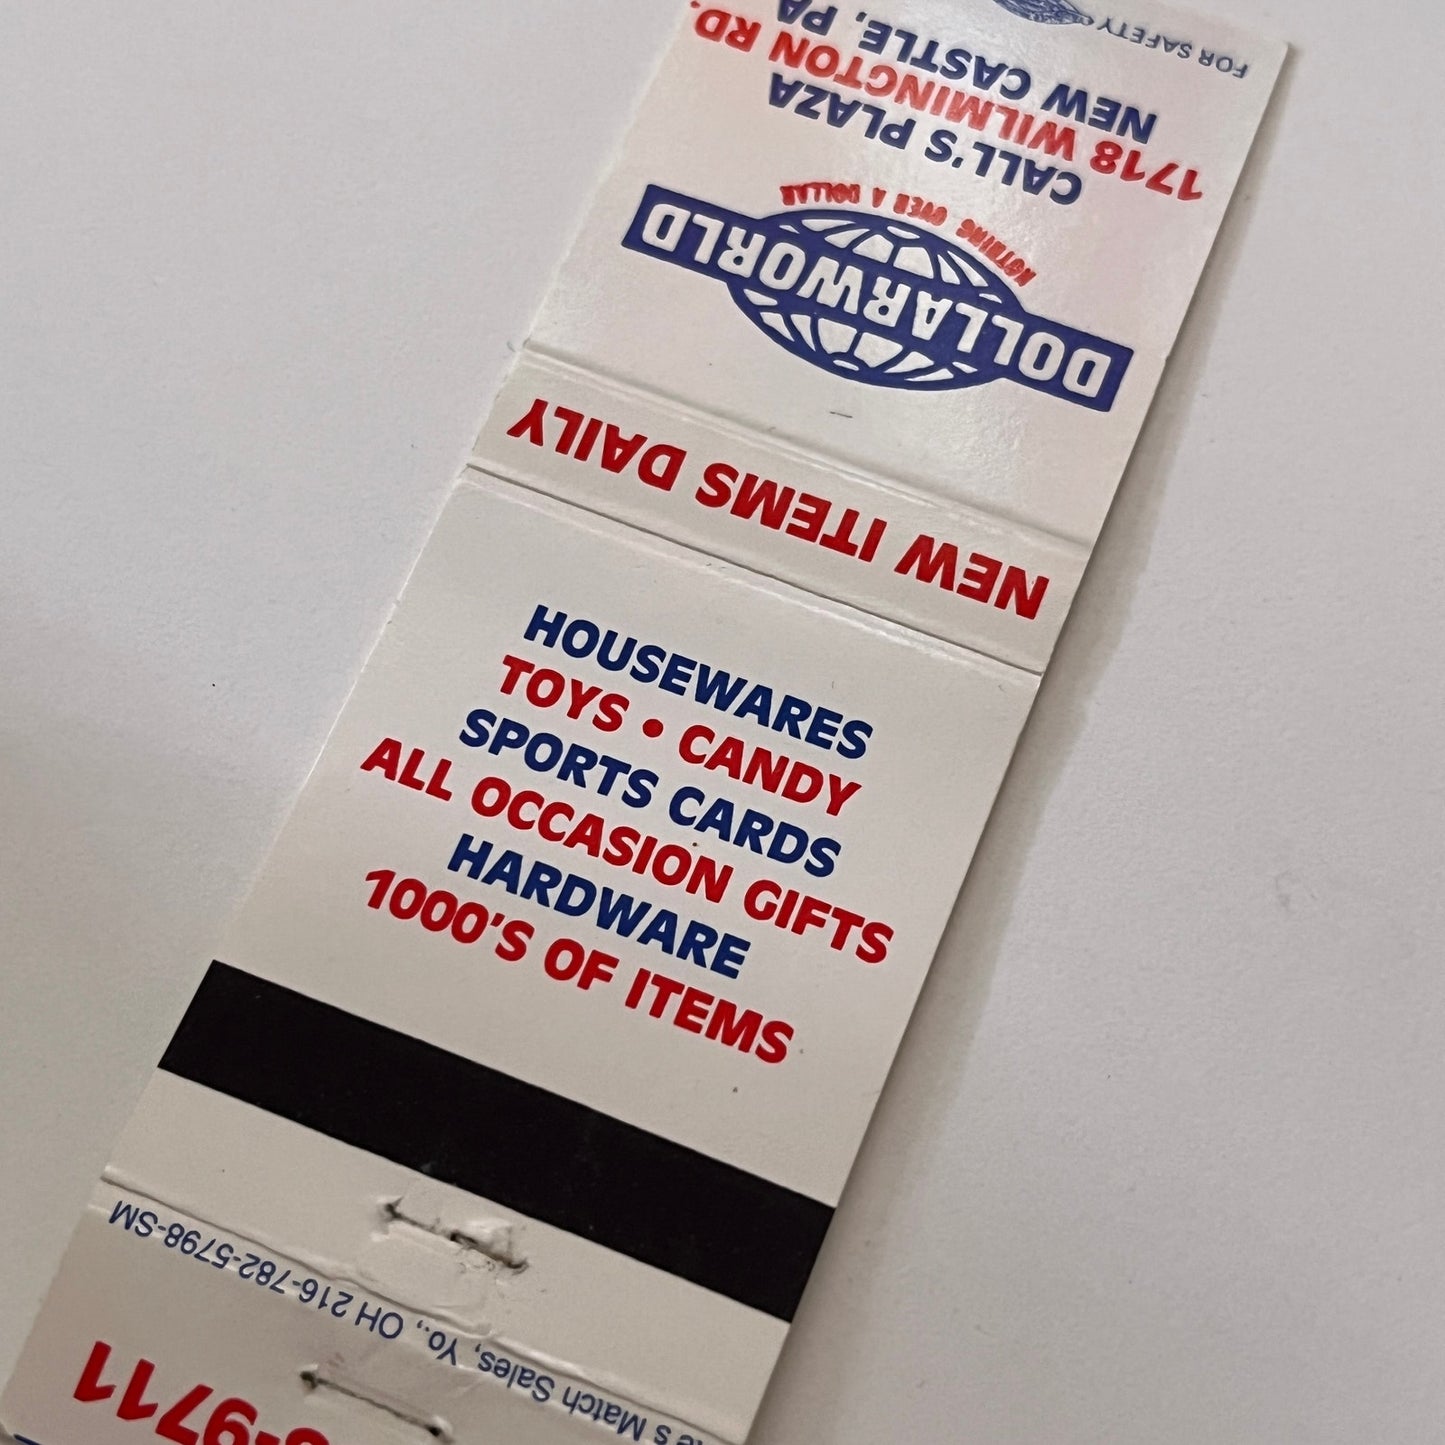 FOR SAFETY
NEW CASTLE, PA
1718 WILMINGTON RD.
CALL'S PLAZA
NOTHING OVER A DOLLAR
DOLLARWORLD
NEW ITEMS DAILY
HOUSEWARES
TOYS • CANDY
SPORTS CARDS
ALL OCCASION GIFTS
HARDWARE
1000'S OF ITEMS
Match Sales, Yo., OH 216-782-5798-SM
-9711